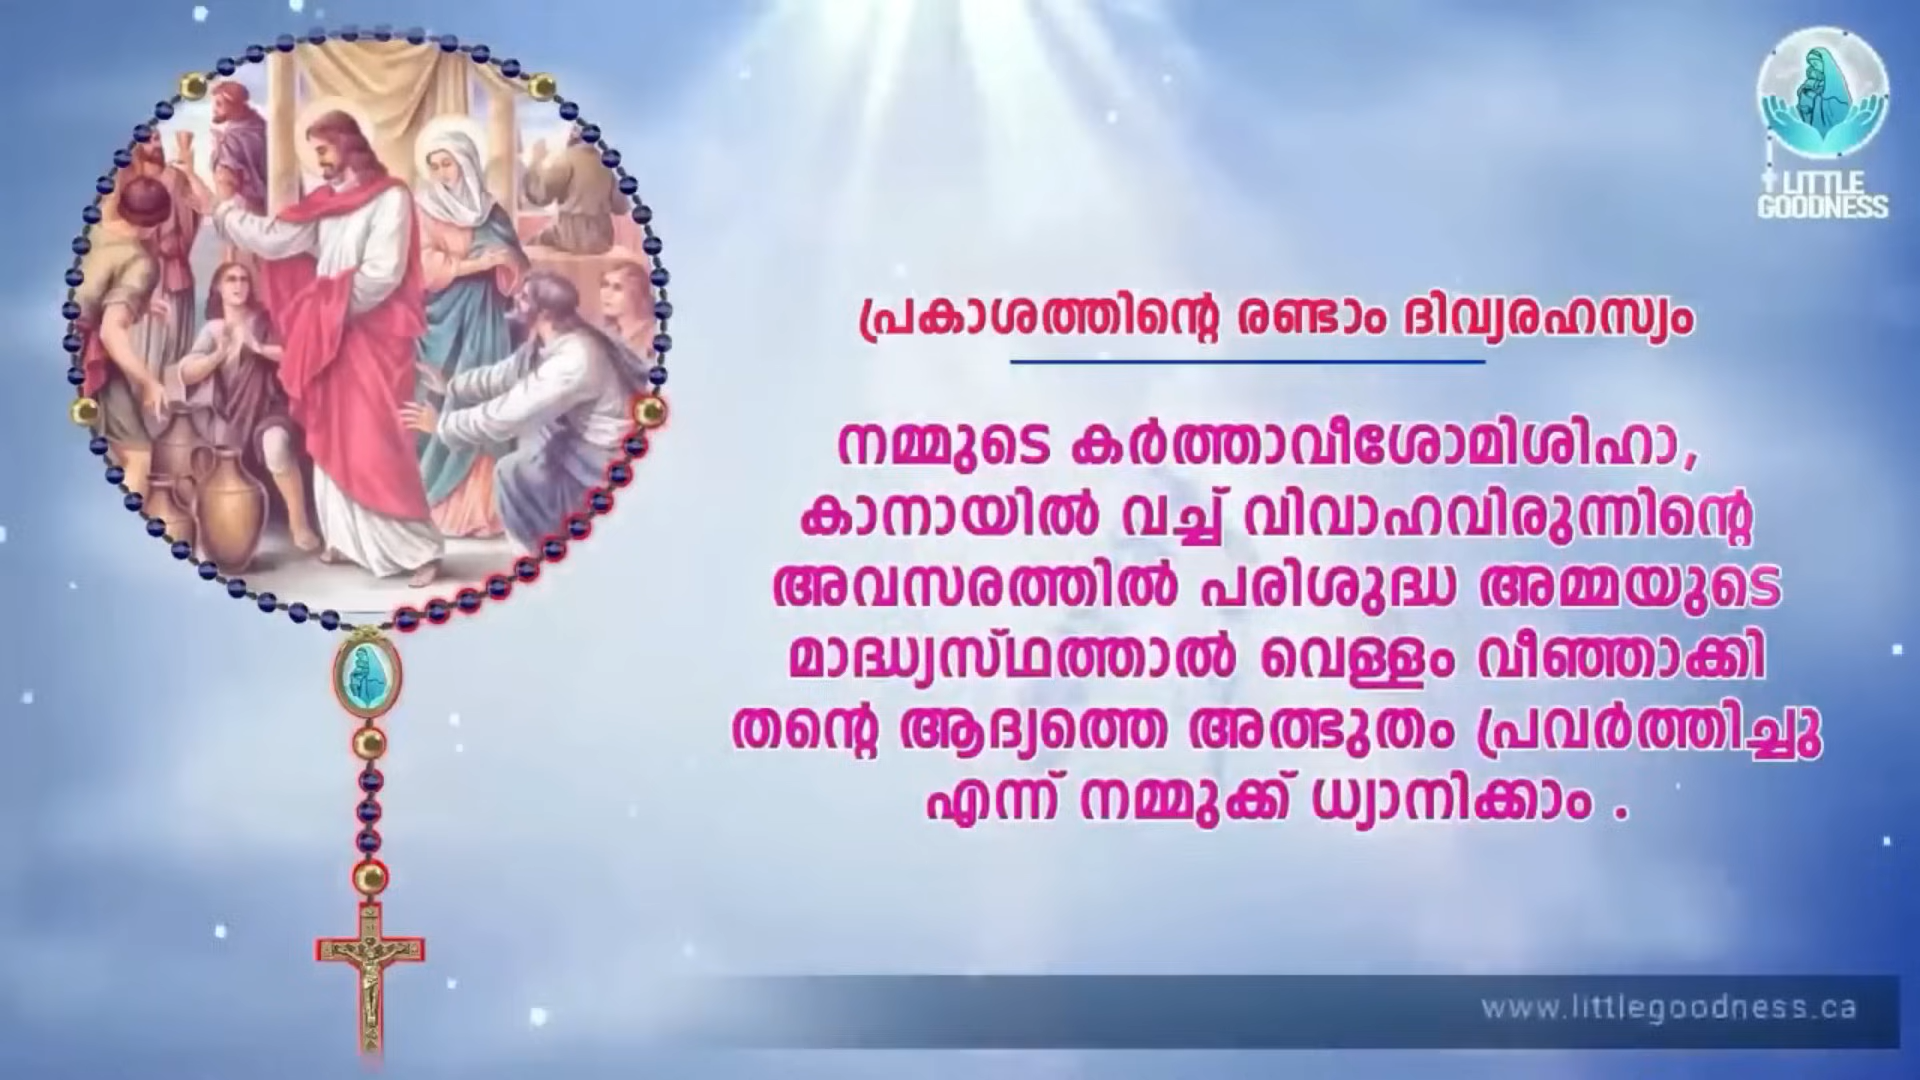 LITTLE
GOODNESS
പ്രകാശത്തിന്റെ രണ്ടാം ദിവ്യരഹസ്യം
നമ്മുടെ കർത്താവീശോമിശിഹാ,
കാനായിൽ വച്ച് വിവാഹവിരുന്നിന്റെ
അവസരത്തിൽ പരിശുദ്ധ അമ്മയുടെ
മാദ്ധ്യസ്ഥത്താൽ വെള്ളം വീഞ്ഞാക്കി
തന്റെ ആദ്യത്തെ അത്ഭുതം പ്രവർത്തിച്ചു
എന്ന് നമ്മുക്ക് ധ്യാനിക്കാം .
www.littlegoodness.ca